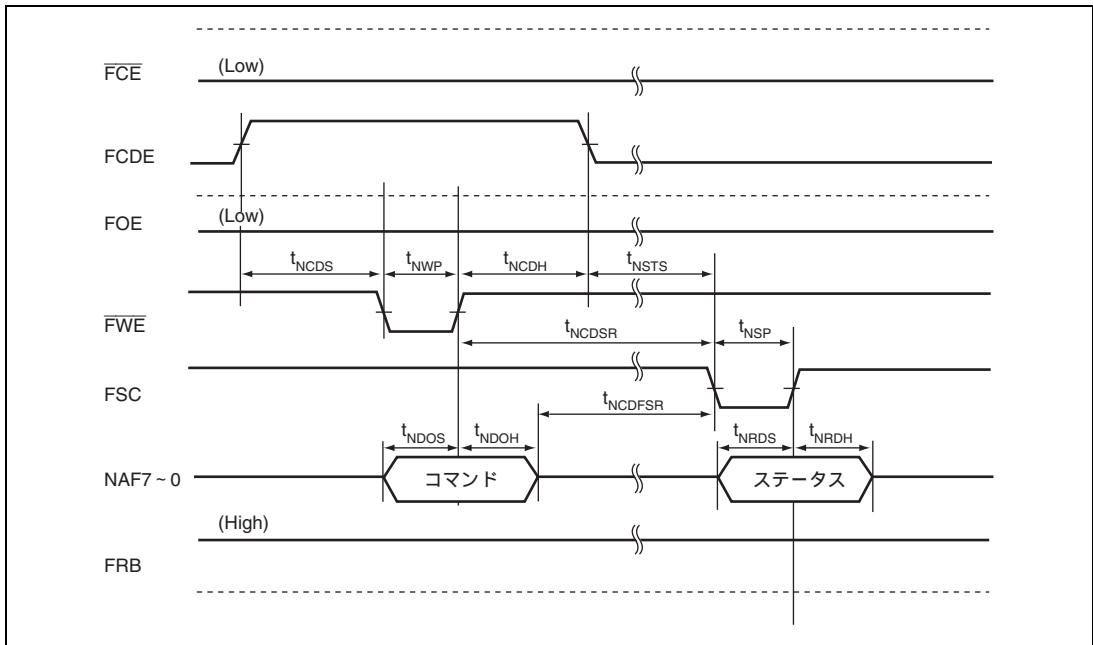 FCE (Low)
FCDE
FOE (Low)
tNCDS tNWP tNCDH tNSTS
FWE
tNCDSR tNSP
FSC
tNCDFSR
tNDOS tNDOH tNRDS tNRDH
NAF7~0 コマンド ステータス
(High)
FRB